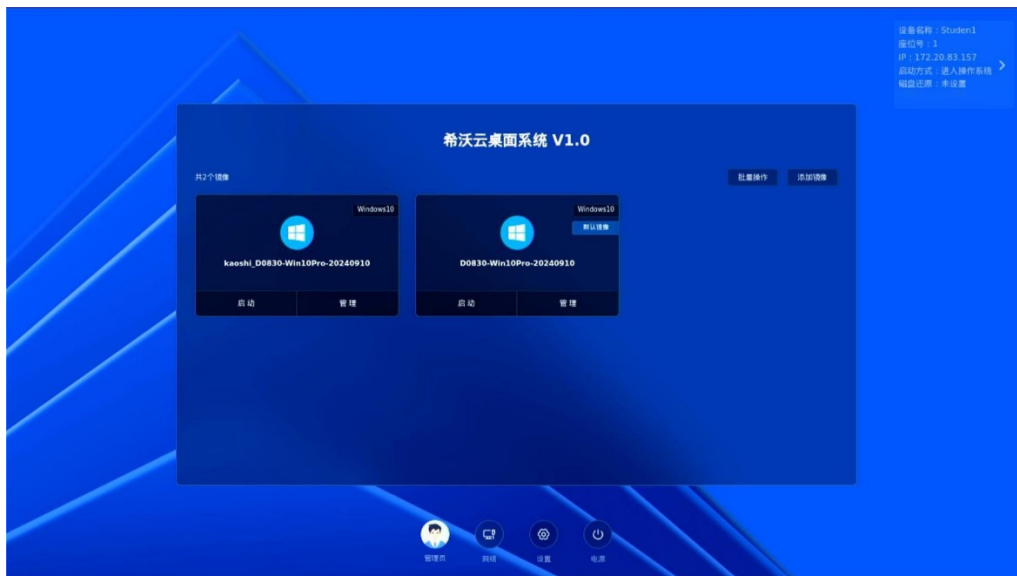 设备名称：Studen1
座位号：1
IP：172.20.83.157
启动方式：进入操作系统
磁盘还原：未设置
希沃云桌面系统 V1.0
共2个镜像
批量操作
添加镜像
Windows10
kaoshi_D0830-Win10Pro-20240910
启动
管理
Windows10
默认镜像
D0830-Win10Pro-20240910
启动
管理
管理员
网络
设置
电源